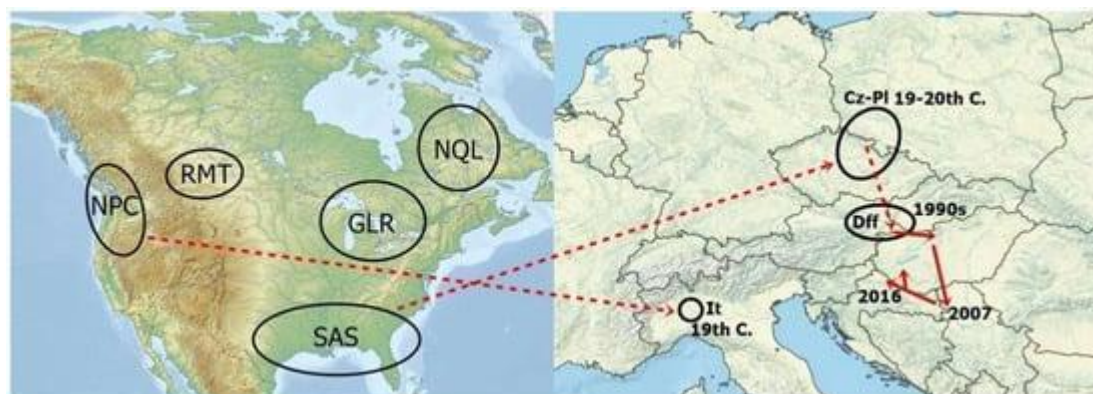 NPC
RMT
NQL
GLR
SAS
Cz-Pl 19-20th C.
Dff
1990s
2016
2007
It
19th C.